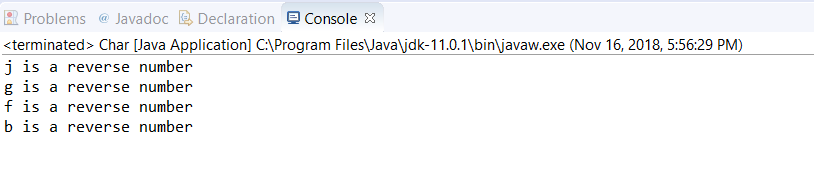 Problems @ Javadoc Declaration Console
<terminated> Char [Java Application] C:\Program Files\Java\jdk-11.0.1\bin\javaw.exe (Nov 16, 2018, 5:56:29 PM)
j is a reverse number
g is a reverse number
f is a reverse number
b is a reverse number